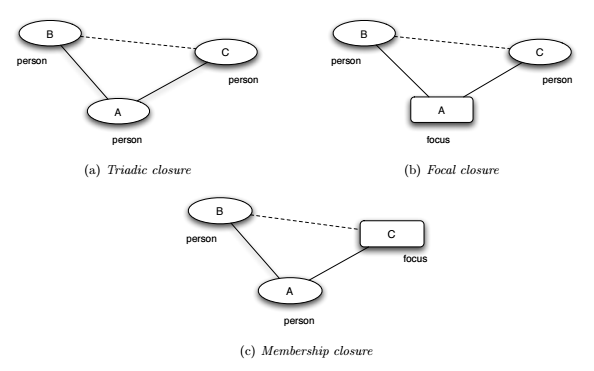 B
C
person
person
A
person
(a) Triadic closure
B
C
person
person
A
focus
(b) Focal closure
B
C
person
focus
A
person
(c) Membership closure